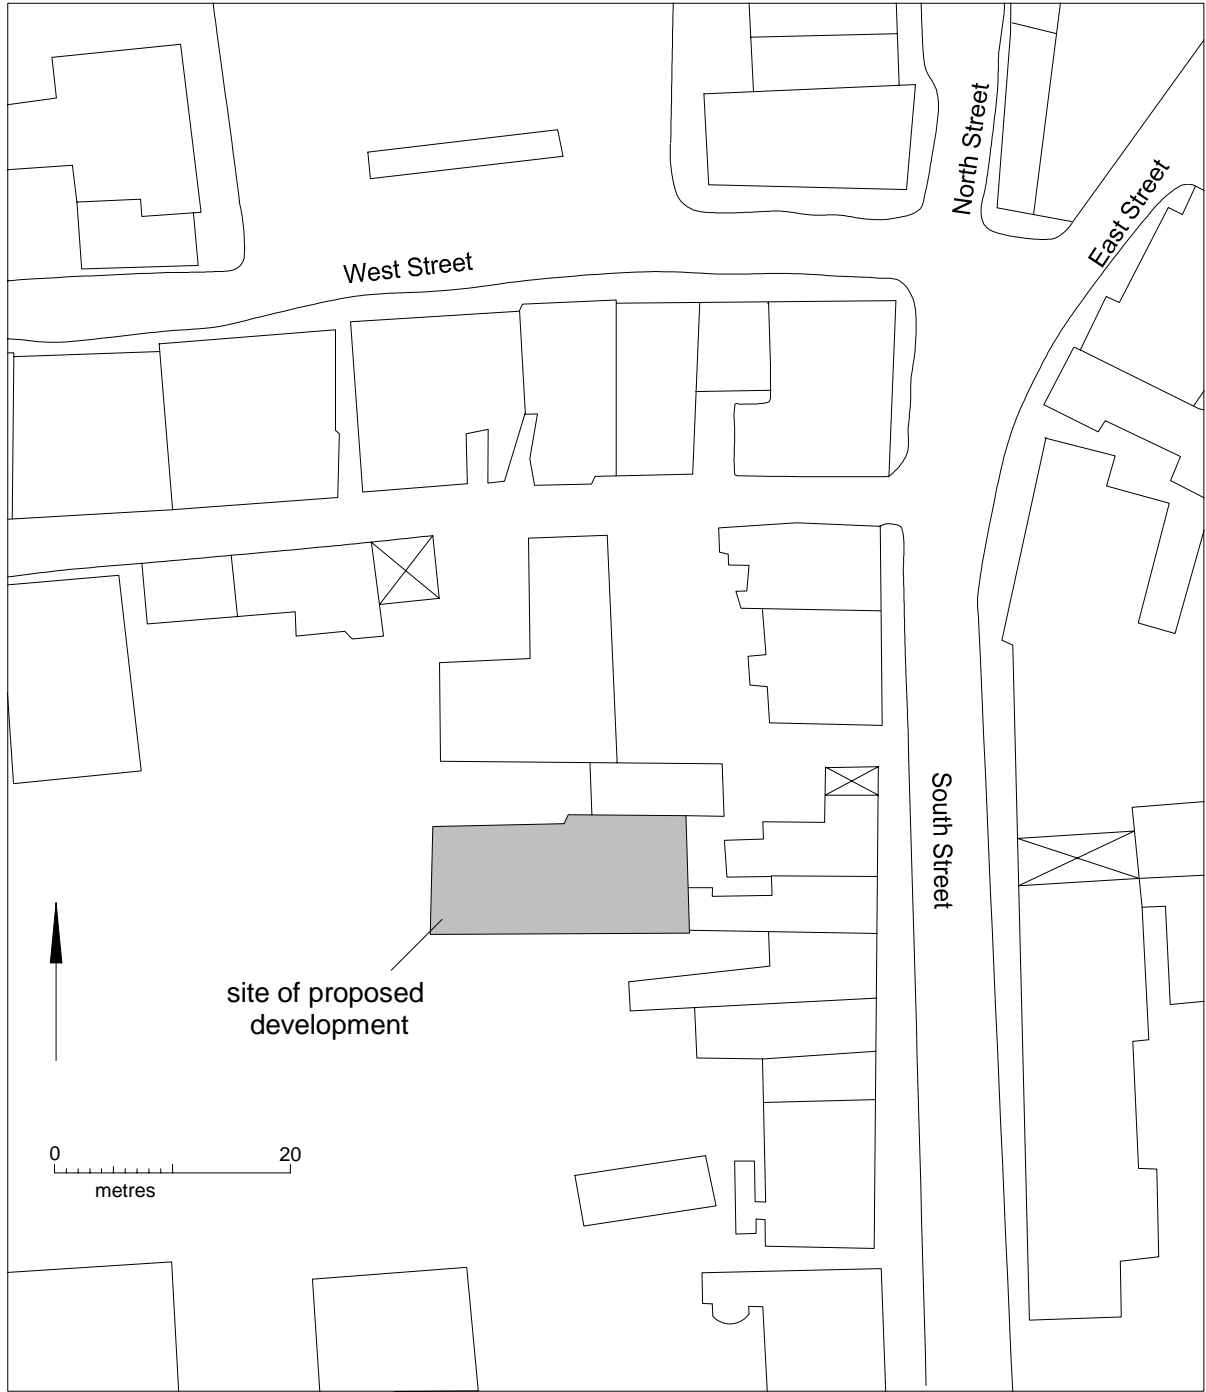 North Street
East Street
West Street
South Street
site of proposed
development
0 20
metres